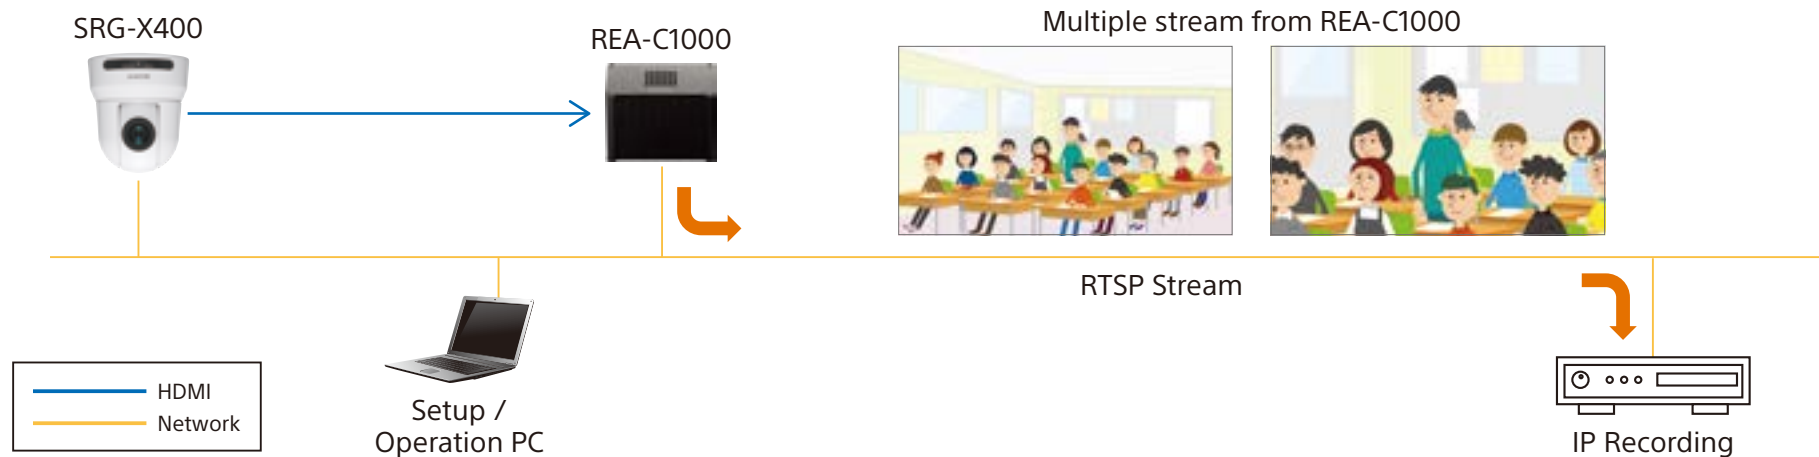 SRG-X400
REA-C1000
Multiple stream from REA-C1000
RTSP Stream
HDMI
Network
Setup /
Operation PC
IP Recording